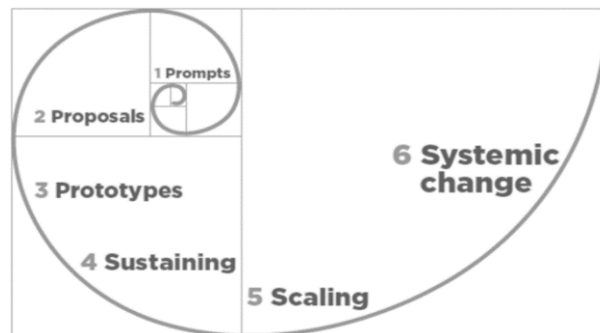 1 Prompts
2 Proposals
3 Prototypes
4 Sustaining
5 Scaling
6 Systemic
change